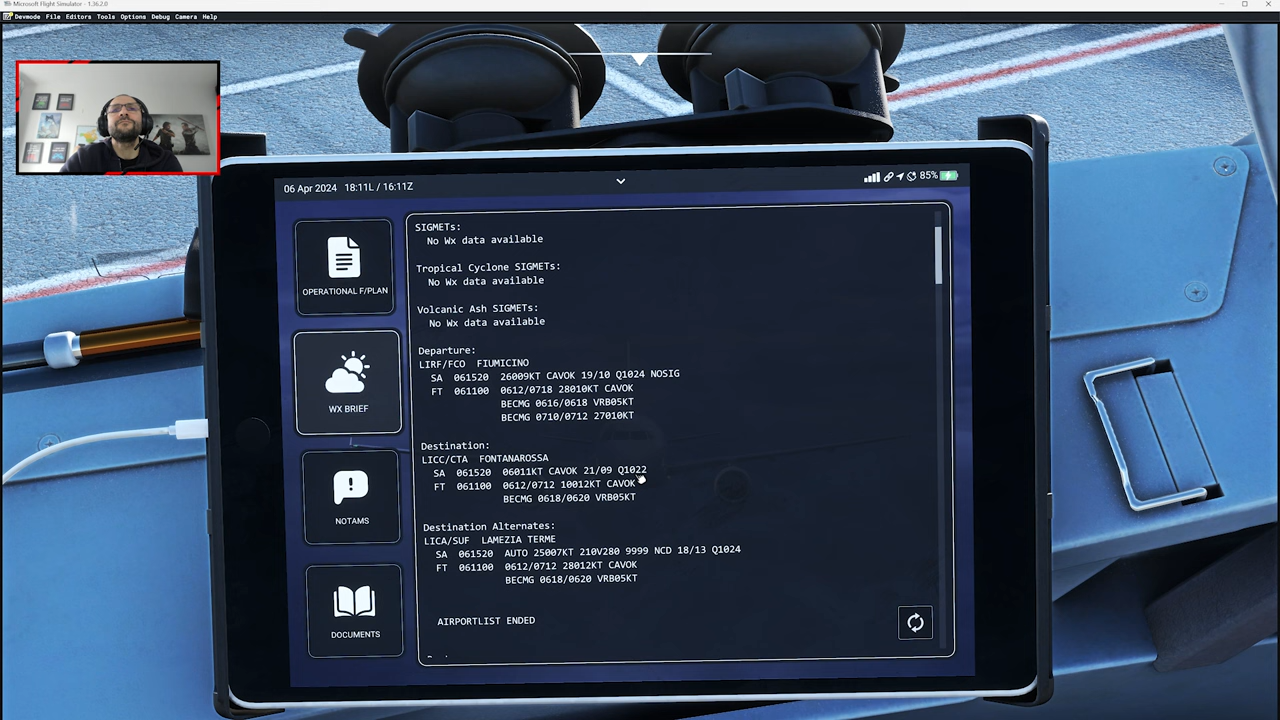 Microsoft Flight Simulator - 1.36.2.0
Devmode File Editors Tools Options Debug Camera Help
06 Apr 2024 18:11L / 16:11Z
85%
OPERATIONAL F/PLAN
WX BRIEF
NOTAMS
DOCUMENTS
SIGMETs:
No Wx data available
Tropical Cyclone SIGMETs:
No Wx data available
Volcanic Ash SIGMETs:
No Wx data available
Departure:
LIRF/FCO FIUMICINO
SA 061520 26009KT CAVOK 19/10 Q1024 NOSIG
FT 061100 0612/0718 28010KT CAVOK
BECMG 0616/0618 VRB05KT
BECMG 0710/0712 27010KT
Destination:
LICC/CTA FONTANAROSSA
SA 061520 06011KT CAVOK 21/09 Q1022
FT 061100 0612/0712 10012KT CAVOK
BECMG 0618/0620 VRB05KT
Destination Alternates:
LICA/SUF LAMEZIA TERME
SA 061520 AUTO 25007KT 210V280 9999 NCD 18/13 Q1024
FT 061100 0612/0712 28012KT CAVOK
BECMG 0618/0620 VRB05KT
AIRPORTLIST ENDED